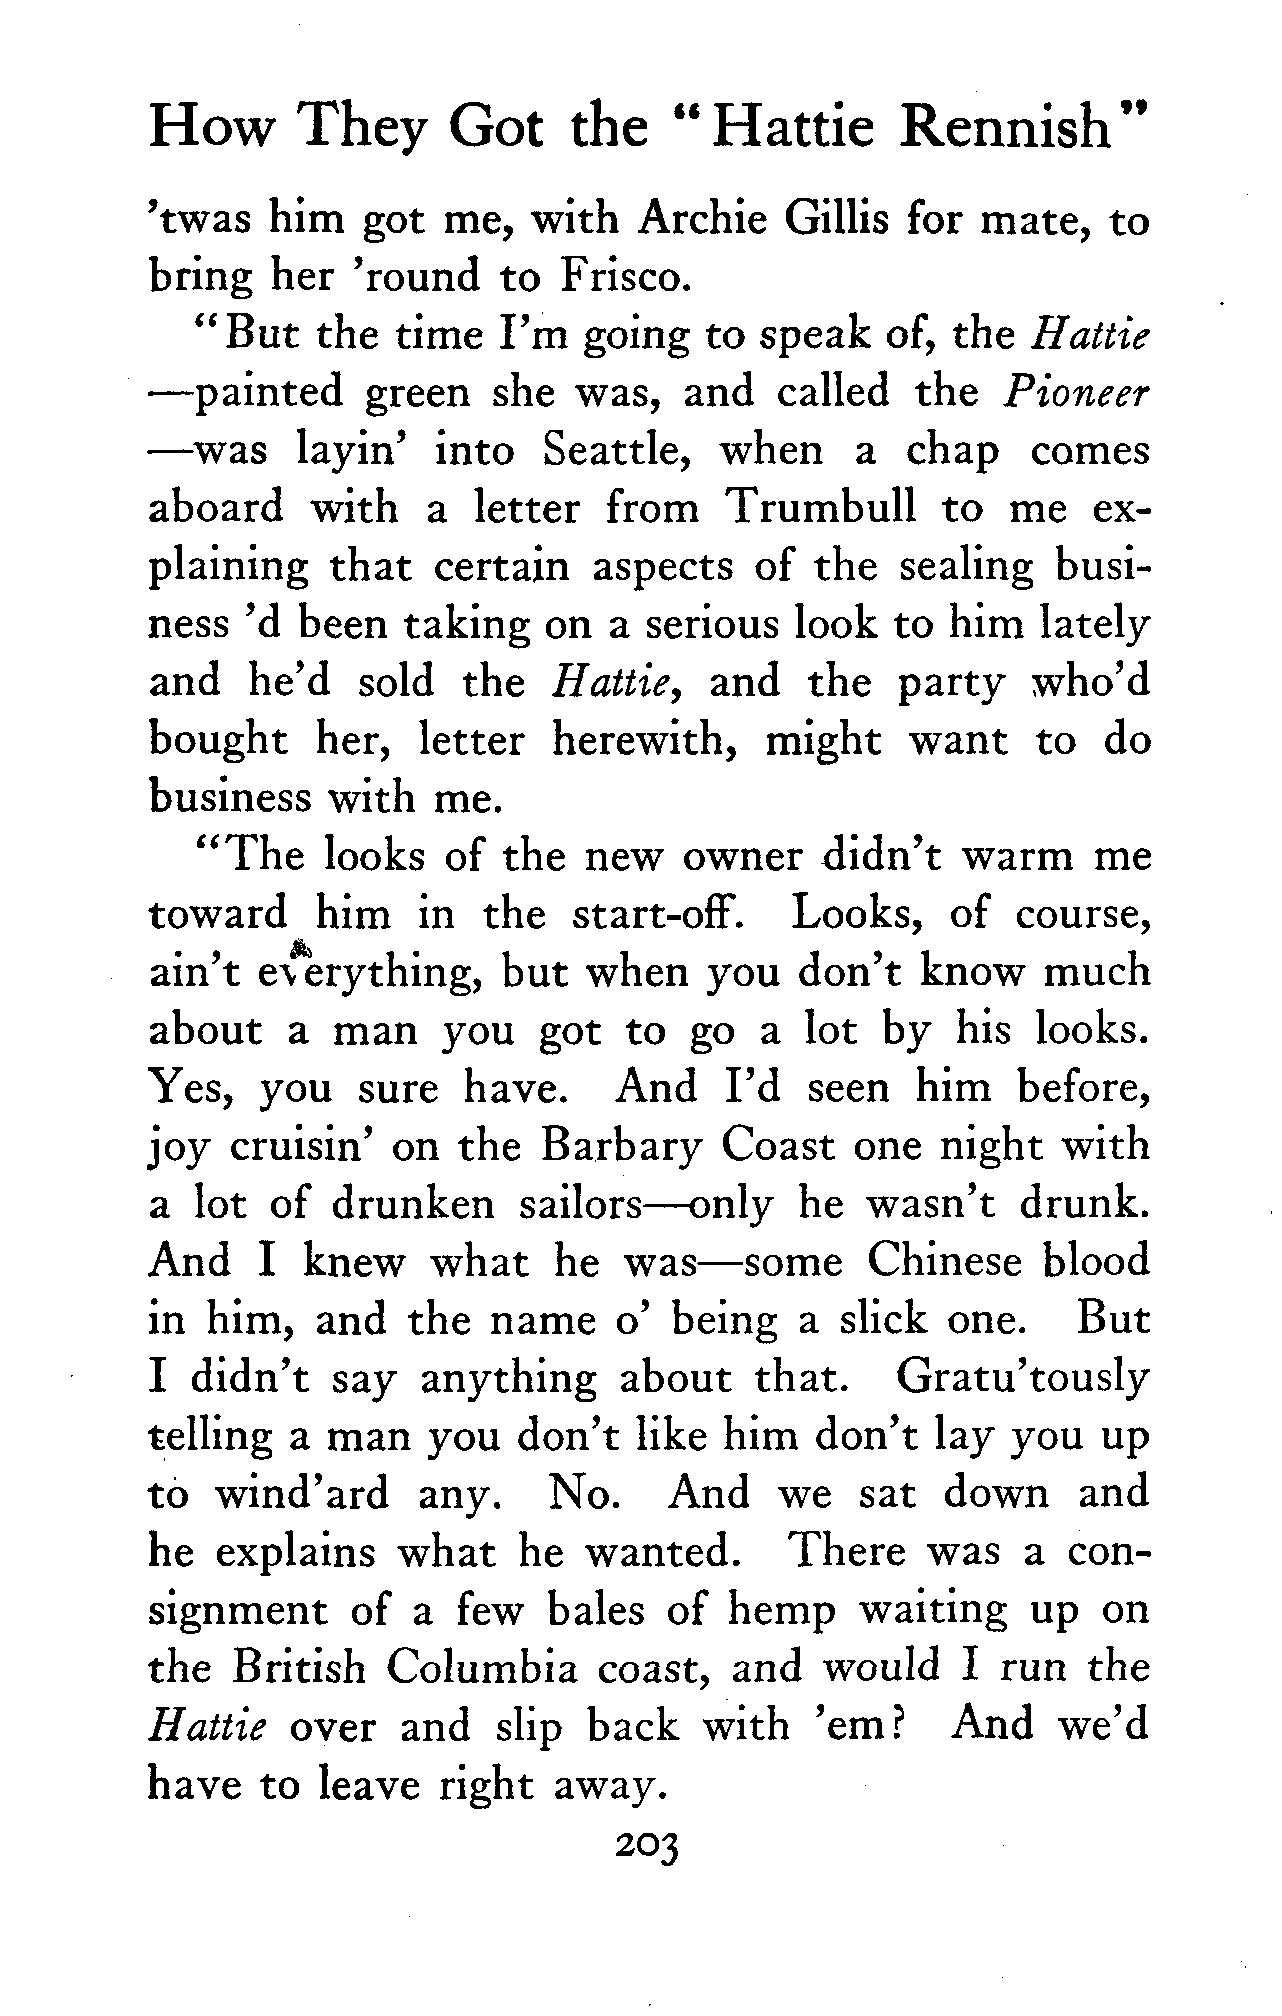 How They Got the “Hattie Rennish”
’twas him got me, with Archie Gillis for mate, to
bring her ’round to Frisco.
“But the time I’m going to speak of, the Hattie
—painted green she was, and called the Pioneer
—was layin’ into Seattle, when a chap comes
aboard with a letter from Trumbull to me ex-
plaining that certain aspects of the sealing busi-
ness ’d been taking on a serious look to him lately
and he’d sold the Hattie, and the party who’d
bought her, letter herewith, might want to do
business with me.
“The looks of the new owner didn’t warm me
toward him in the start-off. Looks, of course,
ain’t everything, but when you don’t know much
about a man you got to go a lot by his looks.
Yes, you sure have. And I’d seen him before,
joy cruisin’ on the Barbary Coast one night with
a lot of drunken sailors—only he wasn’t drunk.
And I knew what he was—some Chinese blood
in him, and the name o’ being a slick one. But
I didn’t say anything about that. Gratu’tously
telling a man you don’t like him don’t lay you up
to wind’ard any. No. And we sat down and
he explains what he wanted. There was a con-
signment of a few bales of hemp waiting up on
the British Columbia coast, and would I run the
Hattie over and slip back with ’em? And we’d
have to leave right away.
203